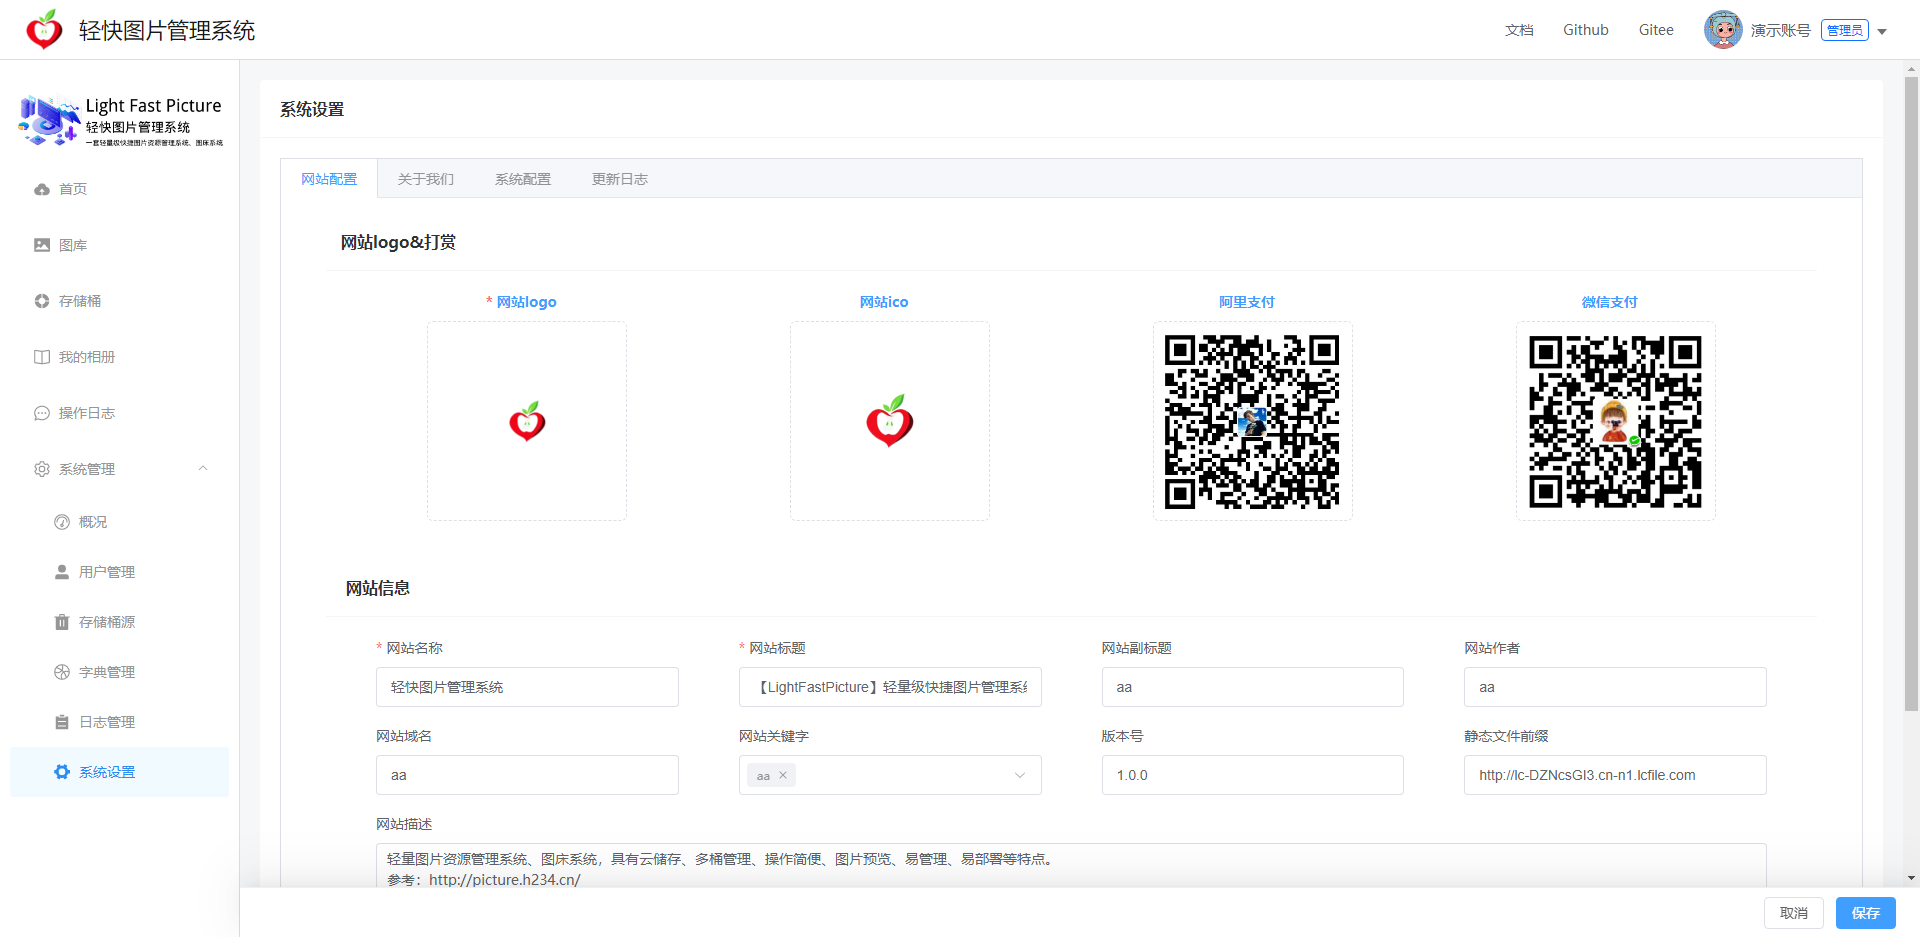 轻快图片管理系统
文档
Github
Gitee
演示账号
管理员
Light Fast Picture
轻快图片管理系统
一套轻量级快捷图片资源管理系统、图床系统
首页
图库
存储桶
我的相册
操作日志
系统管理
概况
用户管理
存储桶源
字典管理
日志管理
系统设置
系统设置
网站配置
关于我们
系统配置
更新日志
网站logo&打赏
* 网站logo
网站ico
阿里支付
微信支付
网站信息
* 网站名称
* 网站标题
网站副标题
网站作者
轻快图片管理系统
【LightFastPicture】轻量级快捷图片管理系统
aa
aa
网站域名
网站关键字
版本号
静态文件前缀
aa
aa ×
1.0.0
http://lc-DZNcsGI3.cn-n1.lcfile.com
网站描述
轻量图片资源管理系统、图床系统，具有云储存、多桶管理、操作简便、图片预览、易管理、易部署等特点。
参考：http://picture.h234.cn/
取消
保存